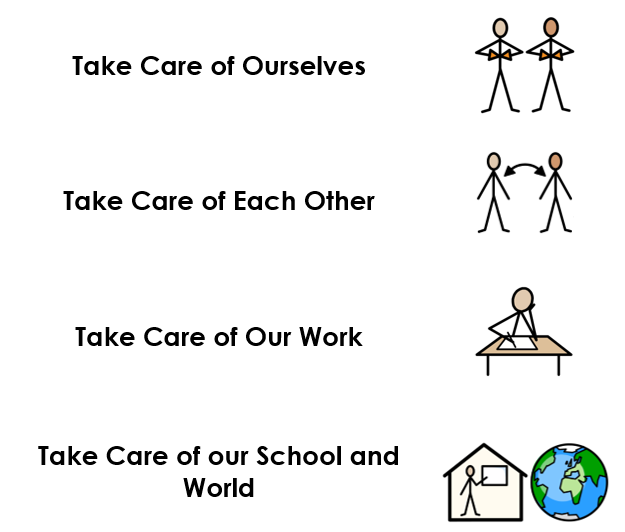 Take Care of Ourselves
Take Care of Each Other
Take Care of Our Work
Take Care of our School and
World